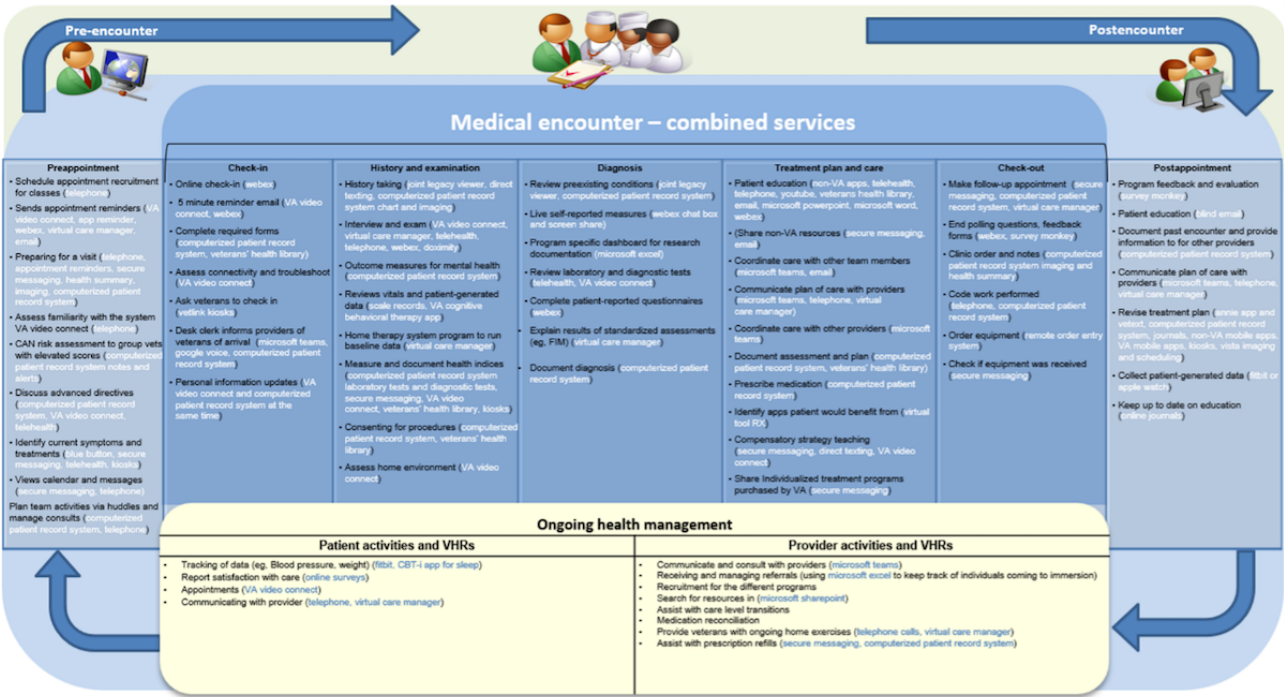 Pre-encounter
Postencounter
Medical encounter – combined services
Preappointment
• Schedule appointment recruitment
for classes (telephone)
• Sends appointment reminders (VA
video connect, app reminder,
webex, virtual care manager,
email)
• Preparing for a visit (telephone,
appointment reminders, secure
messaging, health summary,
imaging, computerized patient
record system)
• Assess familiarity with the system
VA video connect (telephone)
• CAN risk assessment to group vets
with elevated scores (computerized
patient record system notes and
alerts)
• Discuss advanced directives
(computerized patient record
system, VA video connect,
telehealth)
• Identify current symptoms and
treatments (blue button, secure
messaging, telehealth, kiosks)
• Views calendar and messages
(secure messaging, telephone)
Plan team activities via huddles and
manage consults (computerized
patient record system, telephone)
Check-in
• Online check-in (webex)
• 5 minute reminder email (VA video
connect, webex)
• Complete required forms
(computerized patient record
system, veterans' health library)
• Assess connectivity and troubleshoot
(VA video connect)
• Ask veterans to check in
(vetlink kiosks)
• Desk clerk informs providers of
veterans of arrival (microsoft teams,
google voice, computerized patient
record system)
• Personal information updates (VA
video connect and computerized
patient record system at the
same time)
History and examination
• History taking (joint legacy viewer, direct
texting, computerized patient record
system chart and imaging)
• Interview and exam (VA video connect,
virtual care manager, telehealth,
telephone, webex, doximity)
• Outcome measures for mental health
(computerized patient record system)
• Reviews vitals and patient-generated
data (scale records, VA cognitive
behavioral therapy app)
• Home therapy system program to run
baseline data (virtual care manager)
• Measure and document health indices
(computerized patient record system
laboratory tests and diagnostic tests,
secure messaging, VA video
connect, veterans' health library, kiosks)
• Consenting for procedures (computerized
patient record system, veterans' health
library)
• Assess home environment (VA video
connect)
Diagnosis
• Review preexisting conditions (joint legacy
viewer, computerized patient record system)
• Live self-reported measures (webex chat box
and screen share)
• Program specific dashboard for research
documentation (microsoft excel)
• Review laboratory and diagnostic tests
(telehealth, VA video connect)
• Complete patient-reported questionnaires
(webex)
• Explain results of standardized assessments
(eg. FIM) (virtual care manager)
• Document diagnosis (computerized patient
record system)
Treatment plan and care
• Patient education (non-VA apps, telehealth,
telephone, youtube, veterans health library,
email, microsoft powerpoint, microsoft word,
webex)
• (Share non-VA resources (secure messaging,
email)
• Coordinate care with other team members
(microsoft teams, email)
• Communicate plan of care with providers
(microsoft teams, telephone, virtual
care manager)
• Coordinate care with other providers (microsoft
teams)
• Document assessment and plan (computerized
patient record system, veterans' health library)
• Prescribe medication (computerized patient
record system)
• Identify apps patient would benefit from (virtual
tool RX)
• Compensatory strategy teaching
(secure messaging, direct texting, VA video
connect)
• Share Individualized treatment programs
purchased by VA (secure messaging)
Check-out
• Make follow-up appointment (secure
messaging, computerized patient
record system, virtual care manager)
• End polling questions, feedback
forms (webex, survey monkey)
• Clinic order and notes (computerized
patient record system imaging and
health summary)
• Code work performed
(telephone, computerized patient
record system)
• Order equipment (remote order entry
system)
• Check if equipment was received
(secure messaging)
Postappointment
• Program feedback and evaluation
(survey monkey)
• Patient education (blind email)
• Document past encounter and provide
information to for other providers
(computerized patient record system)
• Communicate plan of care with
providers (microsoft teams, telephone,
virtual care manager)
• Revise treatment plan (annie app and
vetext, computerized patient record
system, journals, non-VA mobile apps,
VA mobile apps, kiosks, vista imaging
and scheduling)
• Collect patient-generated data (fitbit or
apple watch)
• Keep up to date on education
(online journals)
Ongoing health management
Patient activities and VHRs
• Tracking of data (eg. Blood pressure, weight) (fitbit, CBT-i app for sleep)
• Report satisfaction with care (online surveys)
• Appointments (VA video connect)
• Communicating with provider (telephone, virtual care manager)
Provider activities and VHRs
• Communicate and consult with providers (microsoft teams)
• Receiving and managing referrals (using microsoft excel to keep track of individuals coming to immersion)
• Recruitment for the different programs
• Search for resources in (microsoft sharepoint)
• Assist with care level transitions
• Medication reconciliation
• Provide veterans with ongoing home exercises (telephone calls, virtual care manager)
• Assist with prescription refills (secure messaging, computerized patient record system)